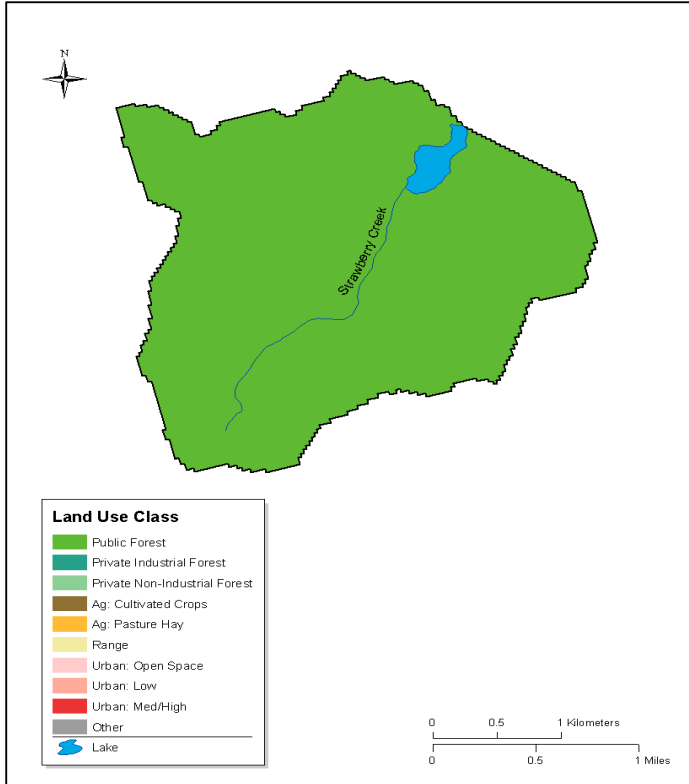 N
Strawberry Creek
Land Use Class
Public Forest
Private Industrial Forest
Private Non-Industrial Forest
Ag: Cultivated Crops
Ag: Pasture Hay
Range
Urban: Open Space
Urban: Low
Urban: Med/High
Other
Lake
0 0.5 1 Kilometers
0 0.5 1 Miles